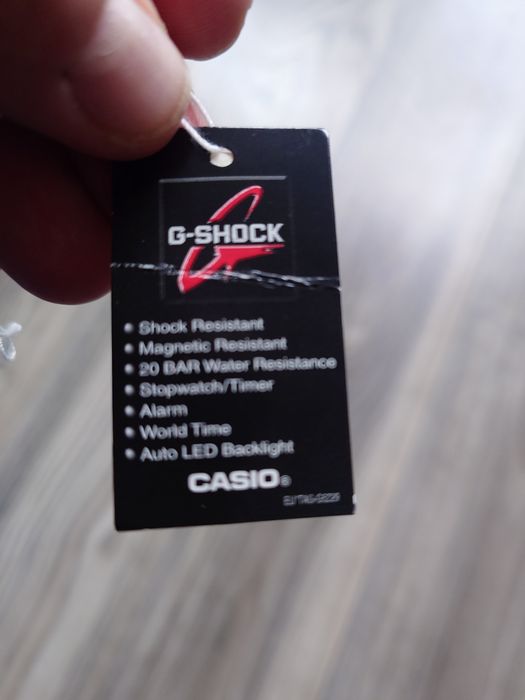 G-SHOCK
• Shock Resistant
• Magnetic Resistant
• 20 BAR Water Resistance
• Stopwatch/Timer
• Alarm
• World Time
• Auto LED Backlight
CASIO®